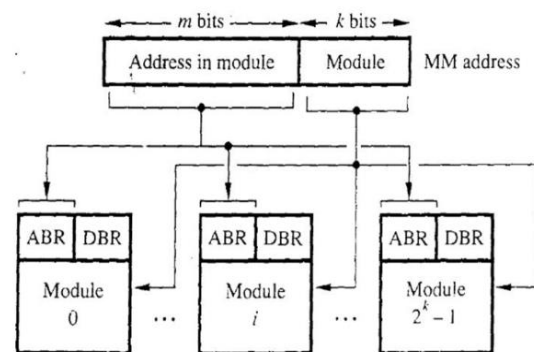 m bits k bits
Address in module Module MM address
ABR DBR ABR DBR ABR DBR
Module Module Module
0 ... i ... 2^k − 1